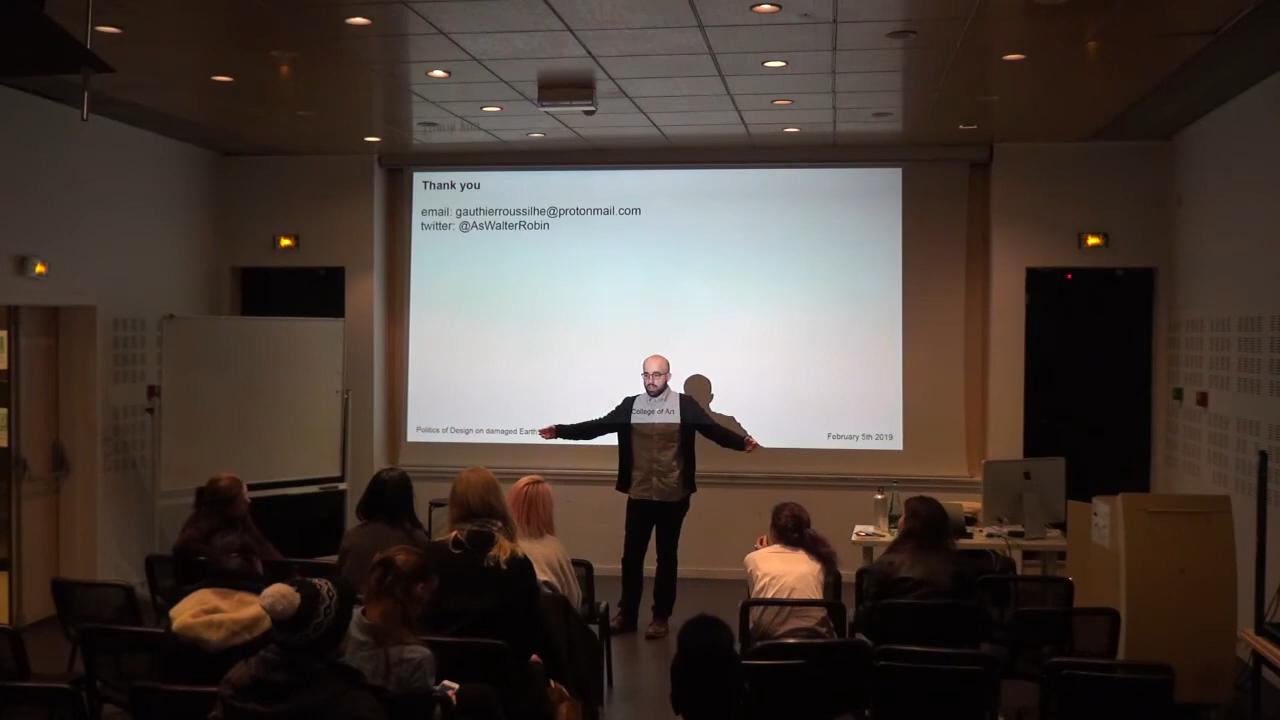 Thank you
email: gauthierroussilhe@protonmail.com
twitter: @AsWalterRobin
Politics of Design on damaged Earth
College of Art
February 5th 2019